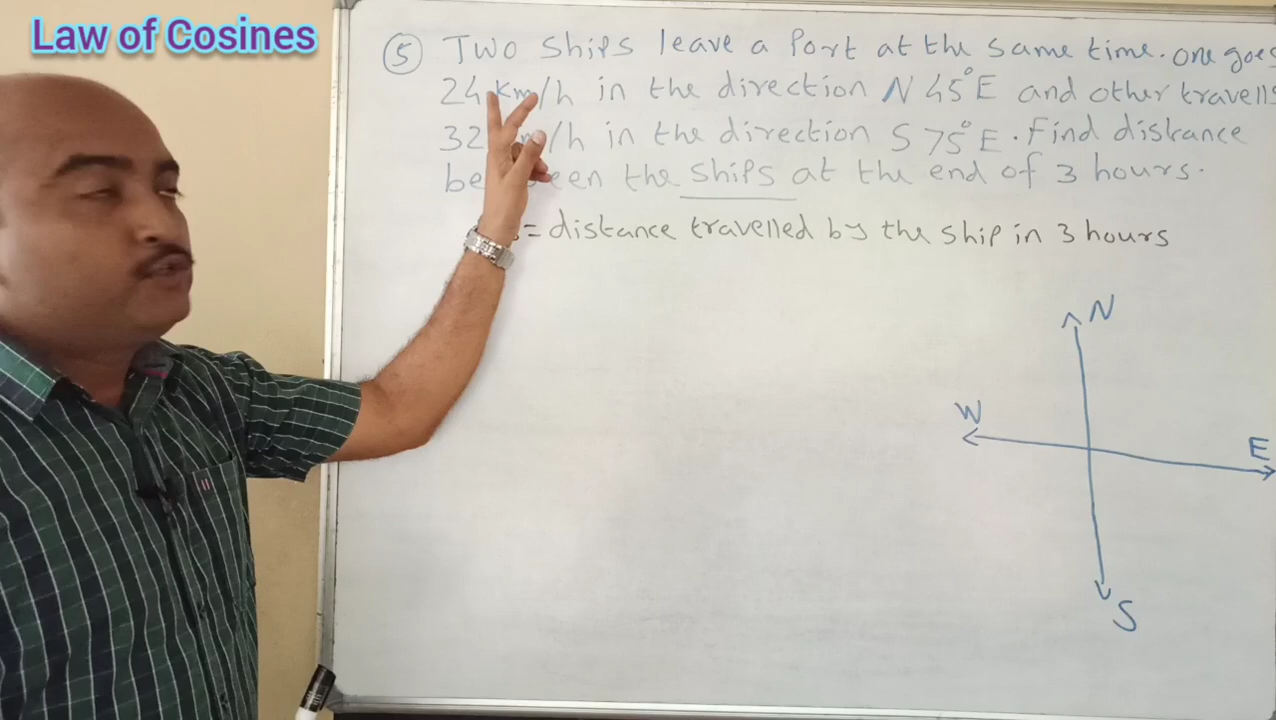 Law of Cosines
5 Two ships leave a Port at the same time. one goes
24 km/h in the direction N 45° E and other travells
32 m/h in the direction S 75° E. Find distance
the ships at the end of 3 hours.
= distance travelled by the ship in 3 hours
N
W
E
S